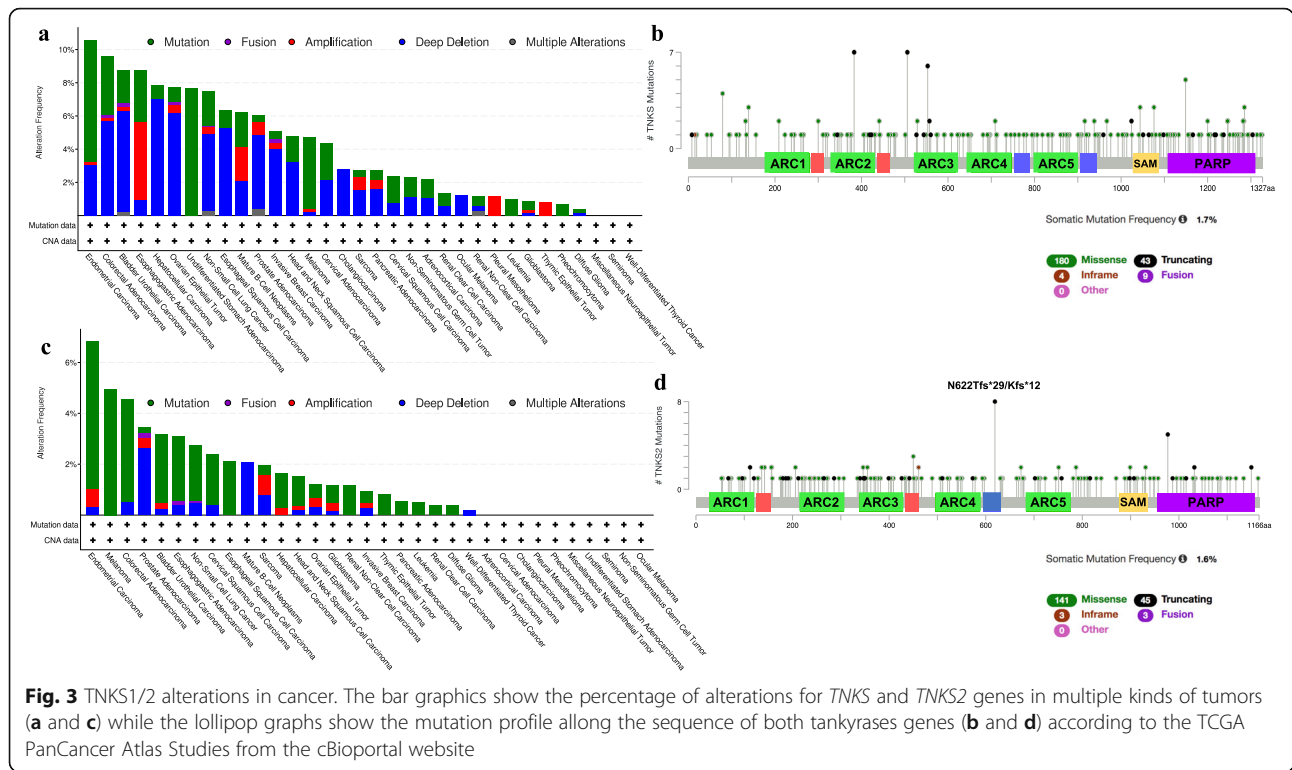 a
Mutation
Fusion
Amplification
Deep Deletion
Multiple Alterations
Alteration Frequency
10%
8%
6%
4%
2%
Mutation data
CNA data
Endometrial Carcinoma
Colorectal Adenocarcinoma
Bladder Urothelial Carcinoma
Esophagogastric Adenocarcinoma
Hepatocellular Carcinoma
Ovarian Epithelial Tumor
Undifferentiated Stomach Adenocarcinoma
Non-Small Cell Lung Cancer
Esophageal Squamous Cell Carcinoma
Mature B-Cell Neoplasms
Prostate Adenocarcinoma
Invasive Breast Carcinoma
Head and Neck Squamous Cell Carcinoma
Melanoma
Cervical Adenocarcinoma
Cholangiocarcinoma
Sarcoma
Pancreatic Adenocarcinoma
Cervical Squamous Cell Carcinoma
Non-Seminomatous Germ Cell Tumor
Adrenocortical Carcinoma
Renal Clear Cell Carcinoma
Ocular Melanoma
Renal Non-Clear Cell Carcinoma
Pleural Mesothelioma
Leukemia
Glioblastoma
Thymic Epithelial Tumor
Pheochromocytoma
Diffuse Glioma
Miscellaneous Neuroepithelial Tumor
Seminoma
Well-Differentiated Thyroid Cancer
b
# TNKS Mutations
7
0
ARC1 ARC2 ARC3 ARC4 ARC5 SAM PARP
0 200 400 600 800 1000 1200 1327aa
Somatic Mutation Frequency 1.7%
180 Missense 43 Truncating
4 Inframe 9 Fusion
0 Other
c
Mutation
Fusion
Amplification
Deep Deletion
Multiple Alterations
Alteration Frequency
6%
4%
2%
Mutation data
CNA data
Endometrial Carcinoma
Melanoma
Colorectal Adenocarcinoma
Prostate Adenocarcinoma
Bladder Urothelial Carcinoma
Esophagogastric Adenocarcinoma
Non-Small Cell Lung Cancer
Cervical Squamous Cell Carcinoma
Esophageal Squamous Cell Carcinoma
Mature B-Cell Neoplasms
Sarcoma
Hepatocellular Carcinoma
Head and Neck Squamous Cell Carcinoma
Ovarian Epithelial Tumor
Glioblastoma
Renal Non-Clear Cell Carcinoma
Invasive Breast Carcinoma
Thymic Epithelial Tumor
Pancreatic Adenocarcinoma
Leukemia
Renal Clear Cell Carcinoma
Diffuse Glioma
Well-Differentiated Thyroid Cancer
Adrenocortical Carcinoma
Cervical Adenocarcinoma
Cholangiocarcinoma
Pleural Mesothelioma
Pheochromocytoma
Miscellaneous Neuroepithelial Tumor
Undifferentiated Stomach Adenocarcinoma
Seminoma
Non-Seminomatous Germ Cell Tumor
Ocular Melanoma
d
N622Tfs*29/Kfs*12
# TNKS2 Mutations
8
0
ARC1 ARC2 ARC3 ARC4 ARC5 SAM PARP
0 200 400 600 800 1000 1166aa
Somatic Mutation Frequency 1.6%
141 Missense 45 Truncating
3 Inframe 3 Fusion
0 Other
Fig. 3 TNKS1/2 alterations in cancer. The bar graphics show the percentage of alterations for TNKS and TNKS2 genes in multiple kinds of tumors
(a and c) while the lollipop graphs show the mutation profile allong the sequence of both tankyrases genes (b and d) according to the TCGA
PanCancer Atlas Studies from the cBioportal website